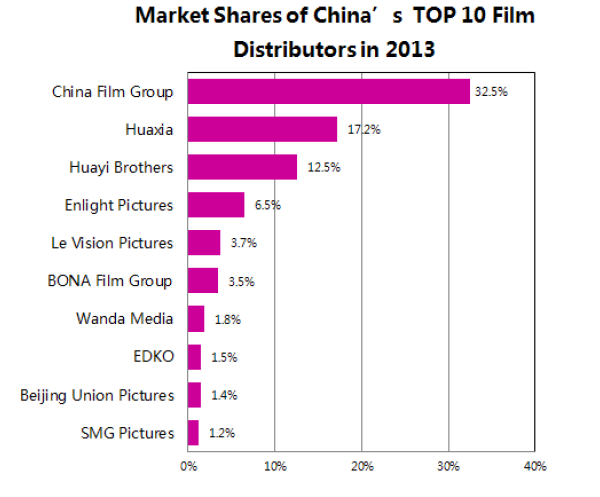 Market Shares of China’s TOP 10 Film
Distributors in 2013
China Film Group 32.5%
Huaxia 17.2%
Huayi Brothers 12.5%
Enlight Pictures 6.5%
Le Vision Pictures 3.7%
BONA Film Group 3.5%
Wanda Media 1.8%
EDKO 1.5%
Beijing Union Pictures 1.4%
SMG Pictures 1.2%
0% 10% 20% 30% 40%